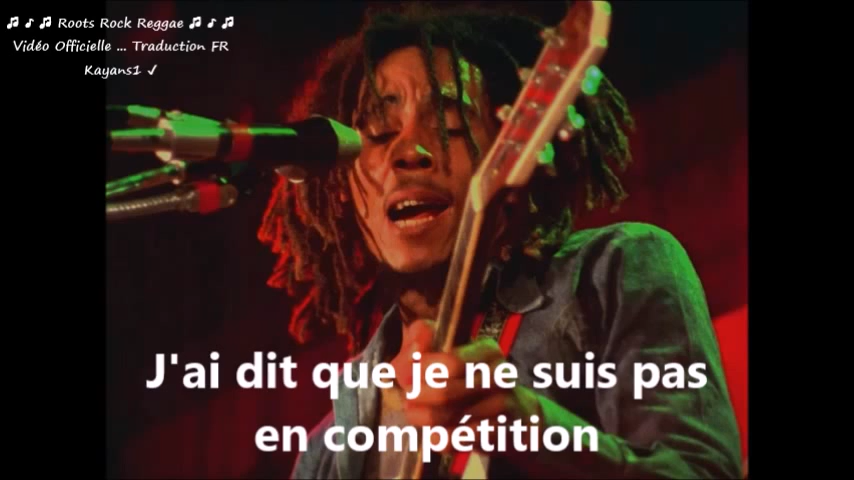 ♫ ♪ ♫ Roots Rock Reggae ♫ ♪ ♫
Vidéo Officielle ... Traduction FR
Kayans1 ✓
J'ai dit que je ne suis pas
en compétition